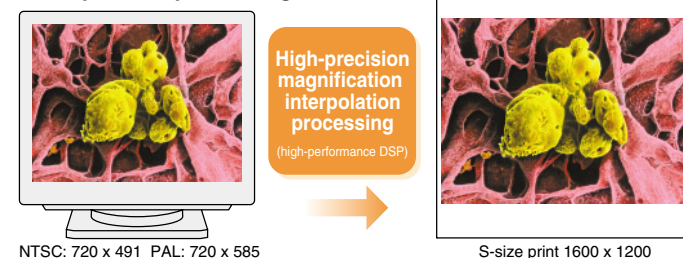 High-precision
magnification
interpolation
processing
(high-performance DSP)
NTSC: 720 x 491 PAL: 720 x 585
S-size print 1600 x 1200